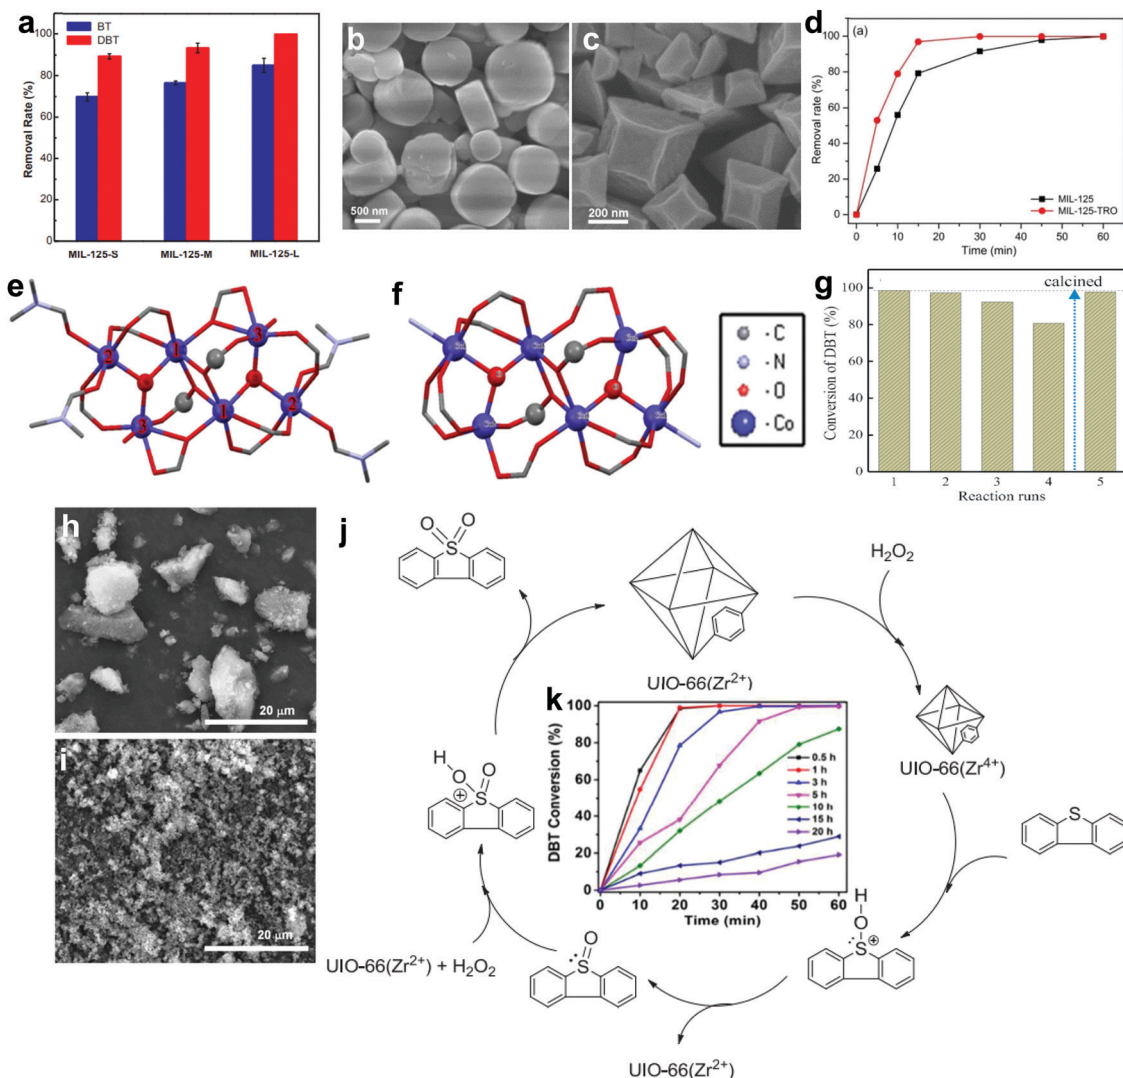 a
BT
DBT
100
80
60
40
20
0
Removal Rate (%)
MIL-125-S
MIL-125-M
MIL-125-L
b
500 nm
c
200 nm
d
(a)
100
80
60
40
20
0
Removal rate (%)
MIL-125
MIL-125-TRO
0 10 20 30 40 50 60
Time (min)
e
2
1
3
3
1
2
f
·C
·N
·O
·Co
g
calcined
100
80
60
40
20
0
Conversion of DBT (%)
1 2 3 4 5
Reaction runs
h
20 µm
i
20 µm
j
O O
S
H₂O₂
UIO-66(Zr²⁺)
UIO-66(Zr⁴⁺)
S
H
O
S
⊕
UIO-66(Zr²⁺)
O
S
UIO-66(Zr²⁺) + H₂O₂
H
O
O
S
⊕
k
100
80
60
40
20
0
DBT Conversion (%)
0.5 h
1 h
3 h
5 h
10 h
15 h
20 h
0 10 20 30 40 50 60
Time (min)